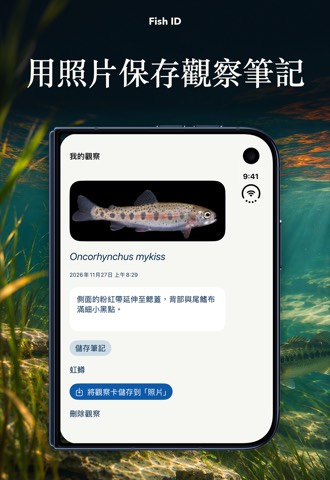 Fish ID
用照片保存觀察筆記
我的觀察
9:41
Oncorhynchus mykiss
2026年11月27日 上午8:29
側面的粉紅帶延伸至鰓蓋，背部與尾鰭布
滿細小黑點。
儲存筆記
虹鱒
將觀察卡儲存到「照片」
刪除觀察